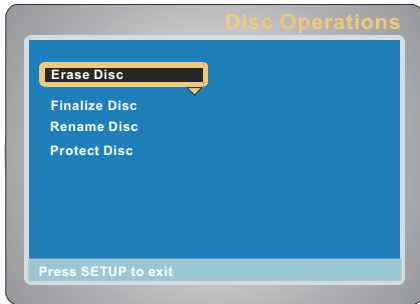 Disc Operations
Erase Disc
Finalize Disc
Rename Disc
Protect Disc
Press SETUP to exit